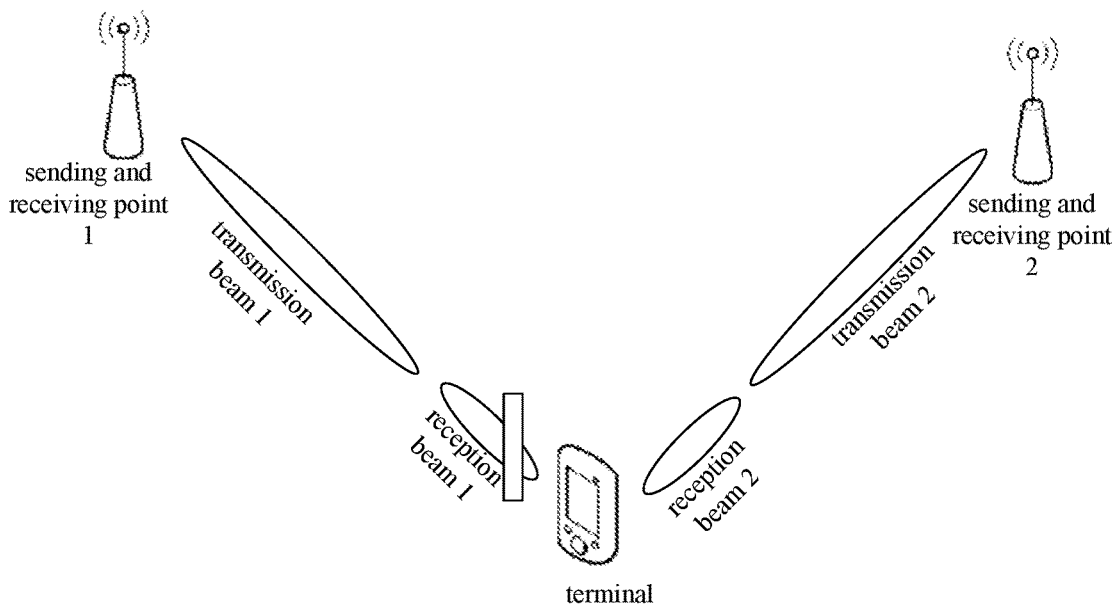 sending and
receiving point
1
transmission
beam 1
reception
beam 1
terminal
sending and
receiving point
2
transmission
beam 2
reception
beam 2